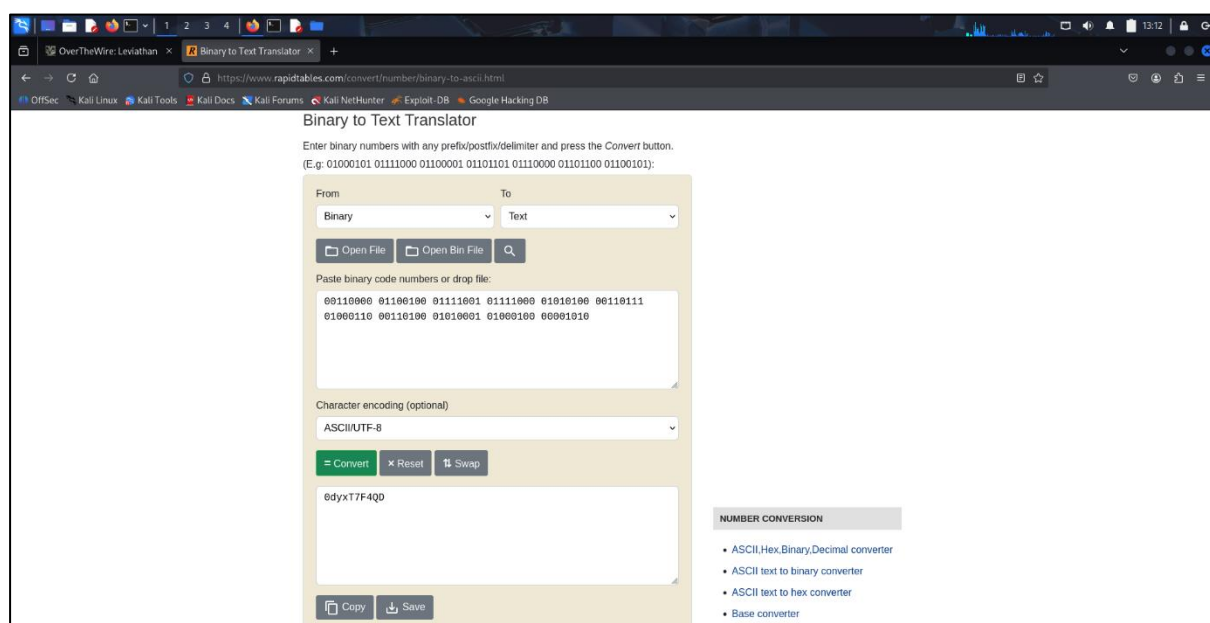 1 2 3 4
13:12
OverTheWire: Leviathan
Binary to Text Translator
https://www.rapidtables.com/convert/number/binary-to-ascii.html
OffSec Kali Linux Kali Tools Kali Docs Kali Forums Kali NetHunter Exploit-DB Google Hacking DB
Binary to Text Translator
Enter binary numbers with any prefix/postfix/delimiter and press the Convert button.
(E.g: 01000101 01111000 01100001 01101101 01110000 01101100 01100101):
From To
Binary Text
Open File Open Bin File
Paste binary code numbers or drop file:
00110000 01100100 01111001 01111000 01010100 00110111
01000110 00110100 01010001 01000100 00001010
Character encoding (optional)
ASCII/UTF-8
= Convert × Reset ⇅ Swap
0dyxT7F4QD
Copy Save
NUMBER CONVERSION
• ASCII,Hex,Binary,Decimal converter
• ASCII text to binary converter
• ASCII text to hex converter
• Base converter